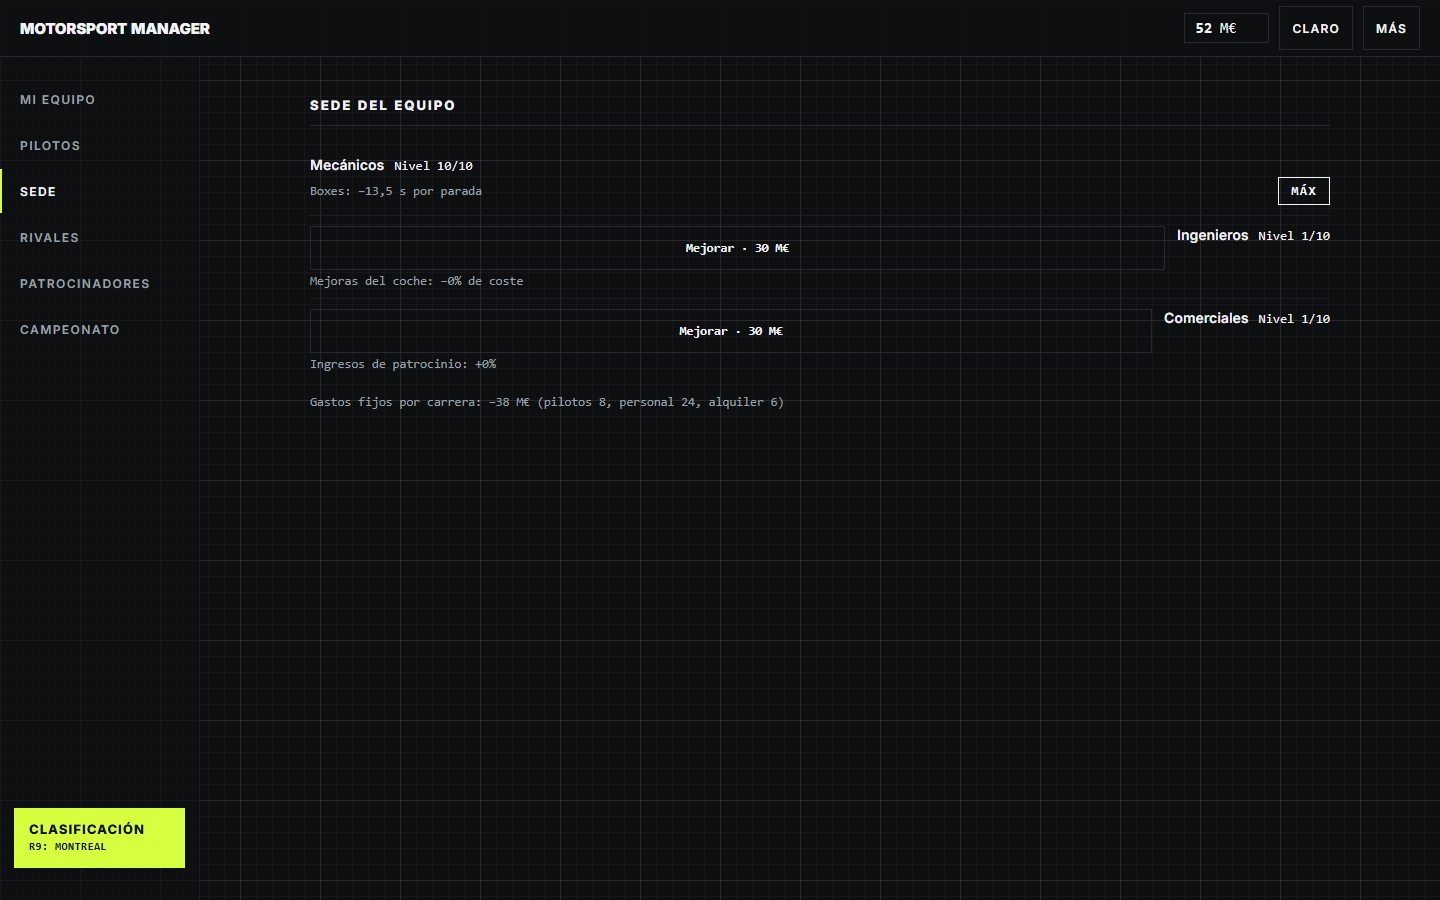 MOTORSPORT MANAGER
52 M€
CLARO
MÁS
MI EQUIPO
PILOTOS
SEDE
RIVALES
PATROCINADORES
CAMPEONATO
CLASIFICACIÓN
R9: MONTREAL
SEDE DEL EQUIPO
Mecánicos Nivel 10/10
Boxes: −13,5 s por parada
MÁX
Mejorar · 30 M€
Ingenieros Nivel 1/10
Mejoras del coche: −0% de coste
Mejorar · 30 M€
Comerciales Nivel 1/10
Ingresos de patrocinio: +0%
Gastos fijos por carrera: −38 M€ (pilotos 8, personal 24, alquiler 6)